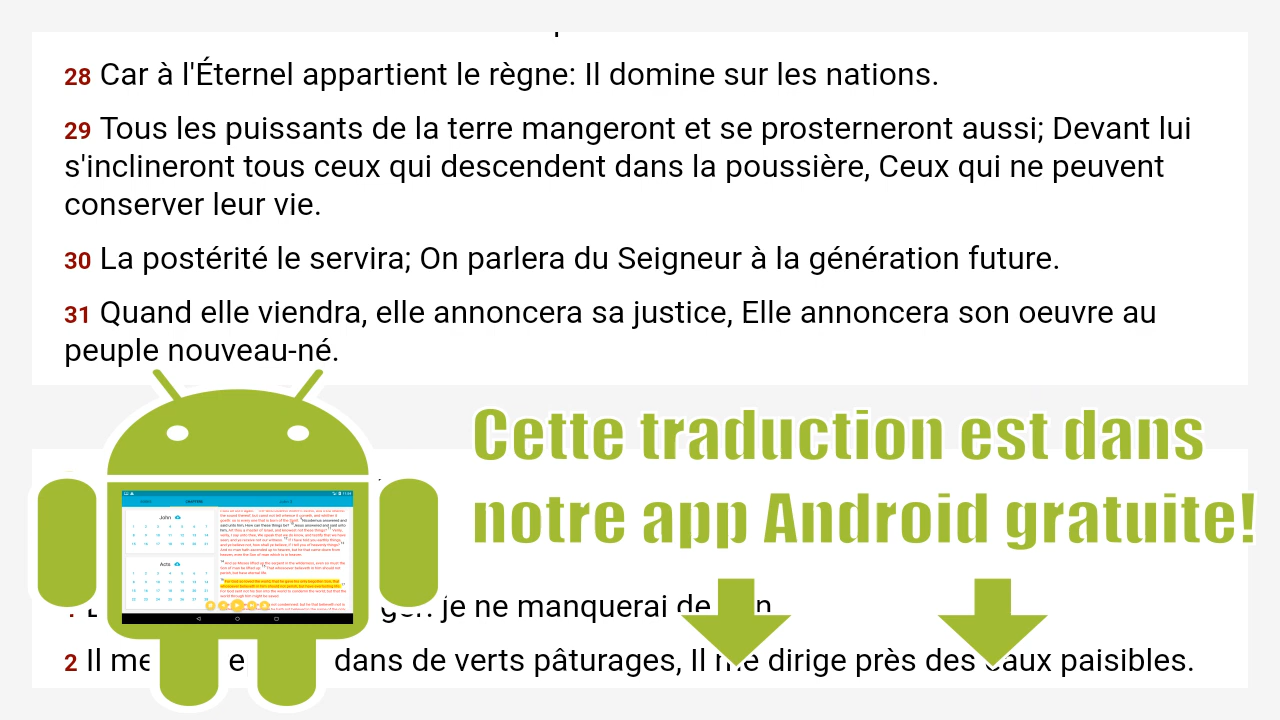 28 Car à l'Éternel appartient le règne: Il domine sur les nations.
29 Tous les puissants de la terre mangeront et se prosterneront aussi; Devant lui
s'inclineront tous ceux qui descendent dans la poussière, Ceux qui ne peuvent
conserver leur vie.
30 La postérité le servira; On parlera du Seigneur à la génération future.
31 Quand elle viendra, elle annoncera sa justice, Elle annoncera son oeuvre au
peuple nouveau-né.
Cette traduction est dans
notre app Android gratuite!
John
Acts
je ne manquerai de
2 Il dans de verts pâturages, Il me dirige près des eaux paisibles.